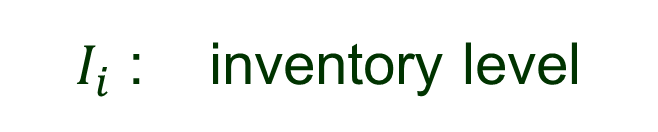 I_i : inventory level